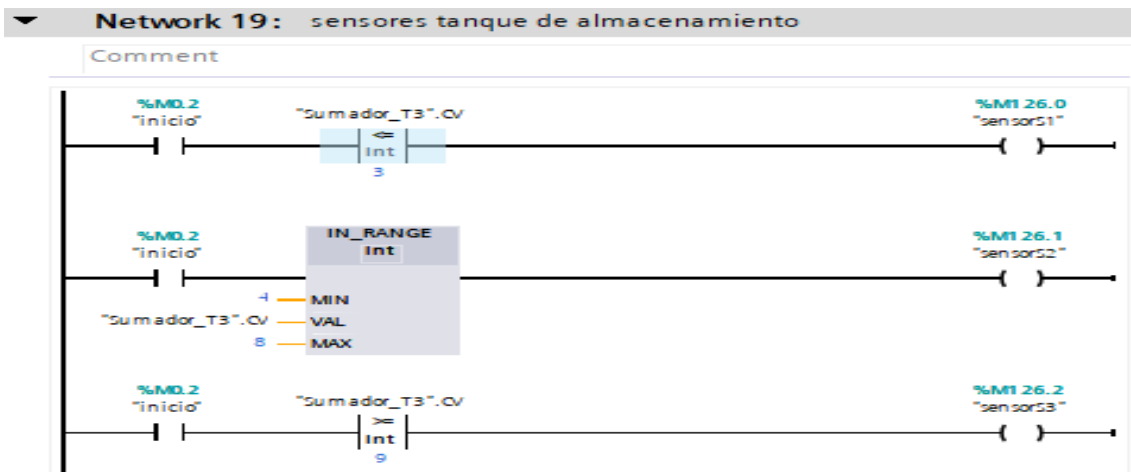 Network 19: sensores tanque de almacenamiento
Comment
%M0.2
"inicio"
"Sumador_T3".CV
<=
Int
3
%M126.0
"sensorS1"
%M0.2
"inicio"
IN_RANGE
Int
%M126.1
"sensorS2"
4 MIN
"Sumador_T3".CV VAL
8 MAX
%M0.2
"inicio"
"Sumador_T3".CV
>=
Int
9
%M126.2
"sensorS3"